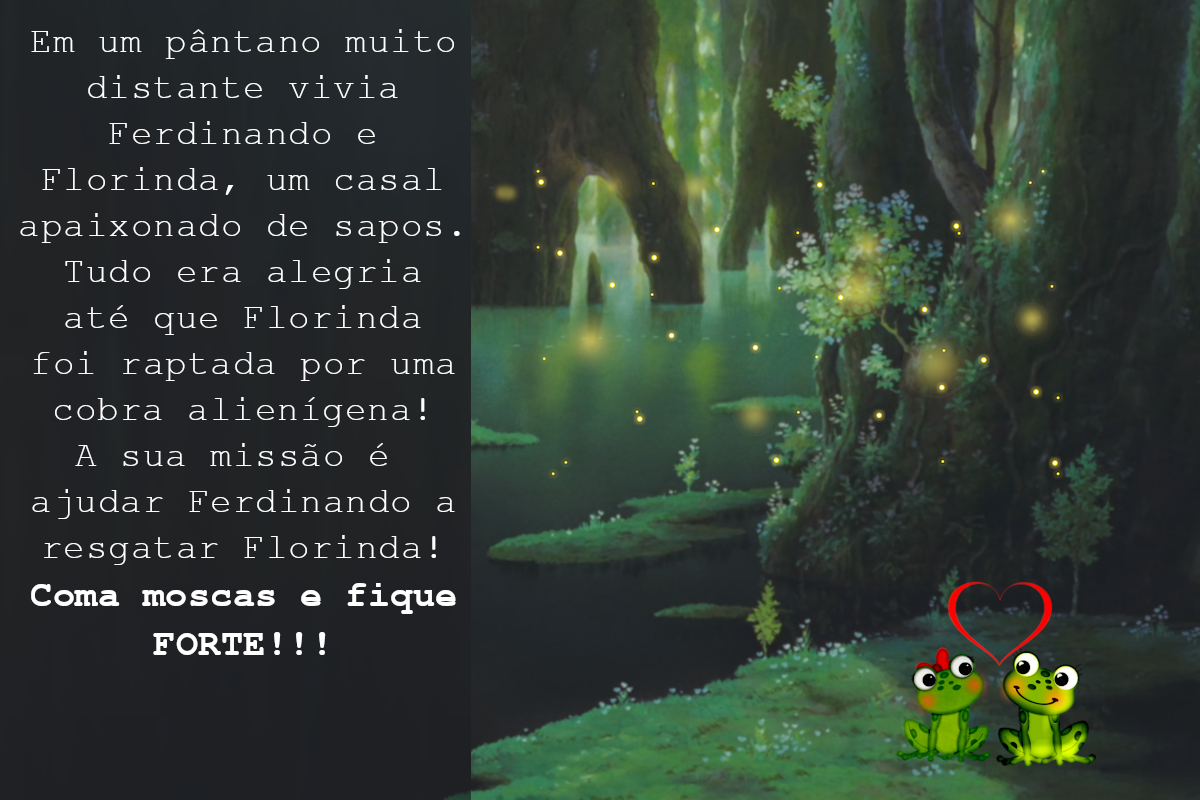 Em um pântano muito
distante vivia
Ferdinando e
Florinda, um casal
apaixonado de sapos.
Tudo era alegria
até que Florinda
foi raptada por uma
cobra alienígena!
A sua missão é
ajudar Ferdinando a
resgatar Florinda!
Coma moscas e fique
FORTE!!!